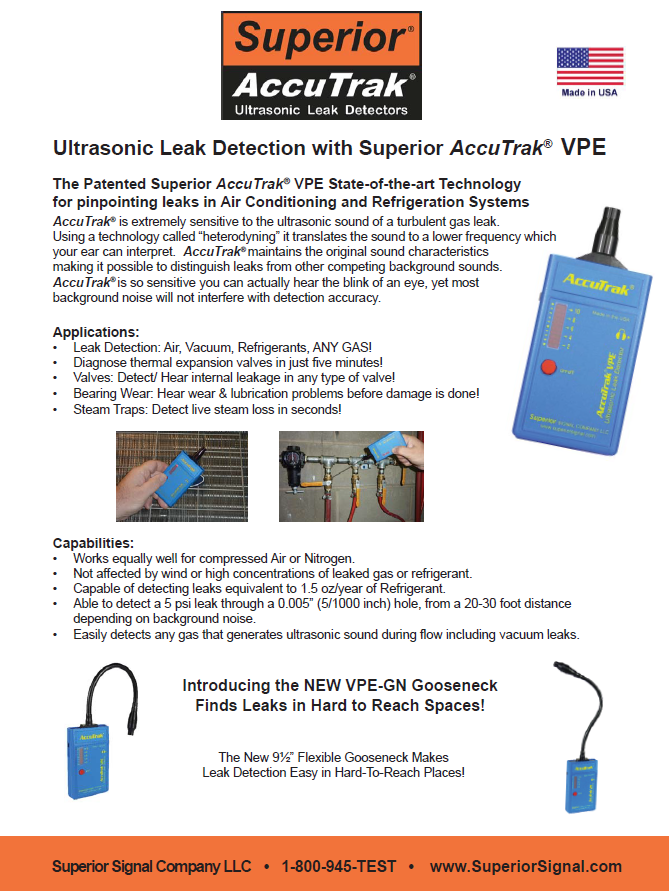 Superior®
AccuTrak®
Ultrasonic Leak Detectors
Made in USA
Ultrasonic Leak Detection with Superior AccuTrak® VPE
The Patented Superior AccuTrak® VPE State-of-the-art Technology
for pinpointing leaks in Air Conditioning and Refrigeration Systems
AccuTrak® is extremely sensitive to the ultrasonic sound of a turbulent gas leak.
Using a technology called “heterodyning” it translates the sound to a lower frequency which
your ear can interpret. AccuTrak® maintains the original sound characteristics
making it possible to distinguish leaks from other competing background sounds.
AccuTrak® is so sensitive you can actually hear the blink of an eye, yet most
background noise will not interfere with detection accuracy.
AccuTrak®
AccuTrak® VPE
Ultrasonic Leak Detector
Superior
Applications:
• Leak Detection: Air, Vacuum, Refrigerants, ANY GAS!
• Diagnose thermal expansion valves in just five minutes!
• Valves: Detect/ Hear internal leakage in any type of valve!
• Bearing Wear: Hear wear & lubrication problems before damage is done!
• Steam Traps: Detect live steam loss in seconds!
Capabilities:
• Works equally well for compressed Air or Nitrogen.
• Not affected by wind or high concentrations of leaked gas or refrigerant.
• Capable of detecting leaks equivalent to 1.5 oz/year of Refrigerant.
• Able to detect a 5 psi leak through a 0.005” (5/1000 inch) hole, from a 20-30 foot distance
depending on background noise.
• Easily detects any gas that generates ultrasonic sound during flow including vacuum leaks.
Introducing the NEW VPE-GN Gooseneck
Finds Leaks in Hard to Reach Spaces!
AccuTrak
AccuTrak
The New 9½” Flexible Gooseneck Makes
Leak Detection Easy in Hard-To-Reach Places!
Superior Signal Company LLC • 1-800-945-TEST • www.SuperiorSignal.com